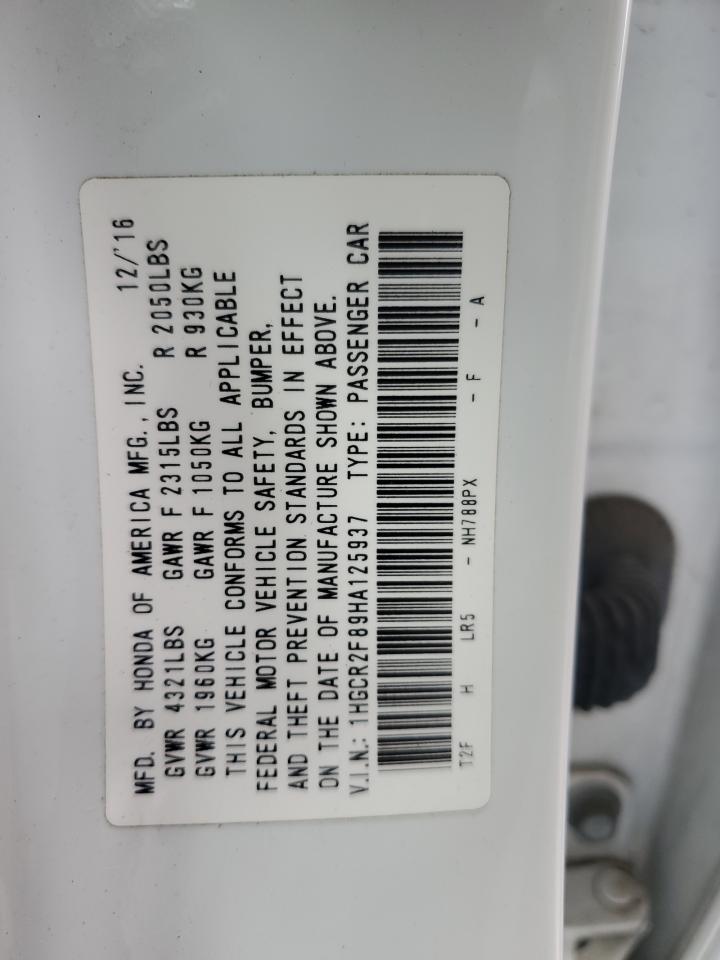 MFD. BY HONDA OF AMERICA MFG., INC. 12/'16
GVWR 4321LBS GAWR F 2315LBS R 2050LBS
GVWR 1960KG GAWR F 1050KG R 930KG
THIS VEHICLE CONFORMS TO ALL APPLICABLE
FEDERAL MOTOR VEHICLE SAFETY, BUMPER,
AND THEFT PREVENTION STANDARDS IN EFFECT
ON THE DATE OF MANUFACTURE SHOWN ABOVE.
V.I.N.: 1HGCR2F89HA125937 TYPE: PASSENGER CAR
T2F H LR5 - NH788PX - F - A